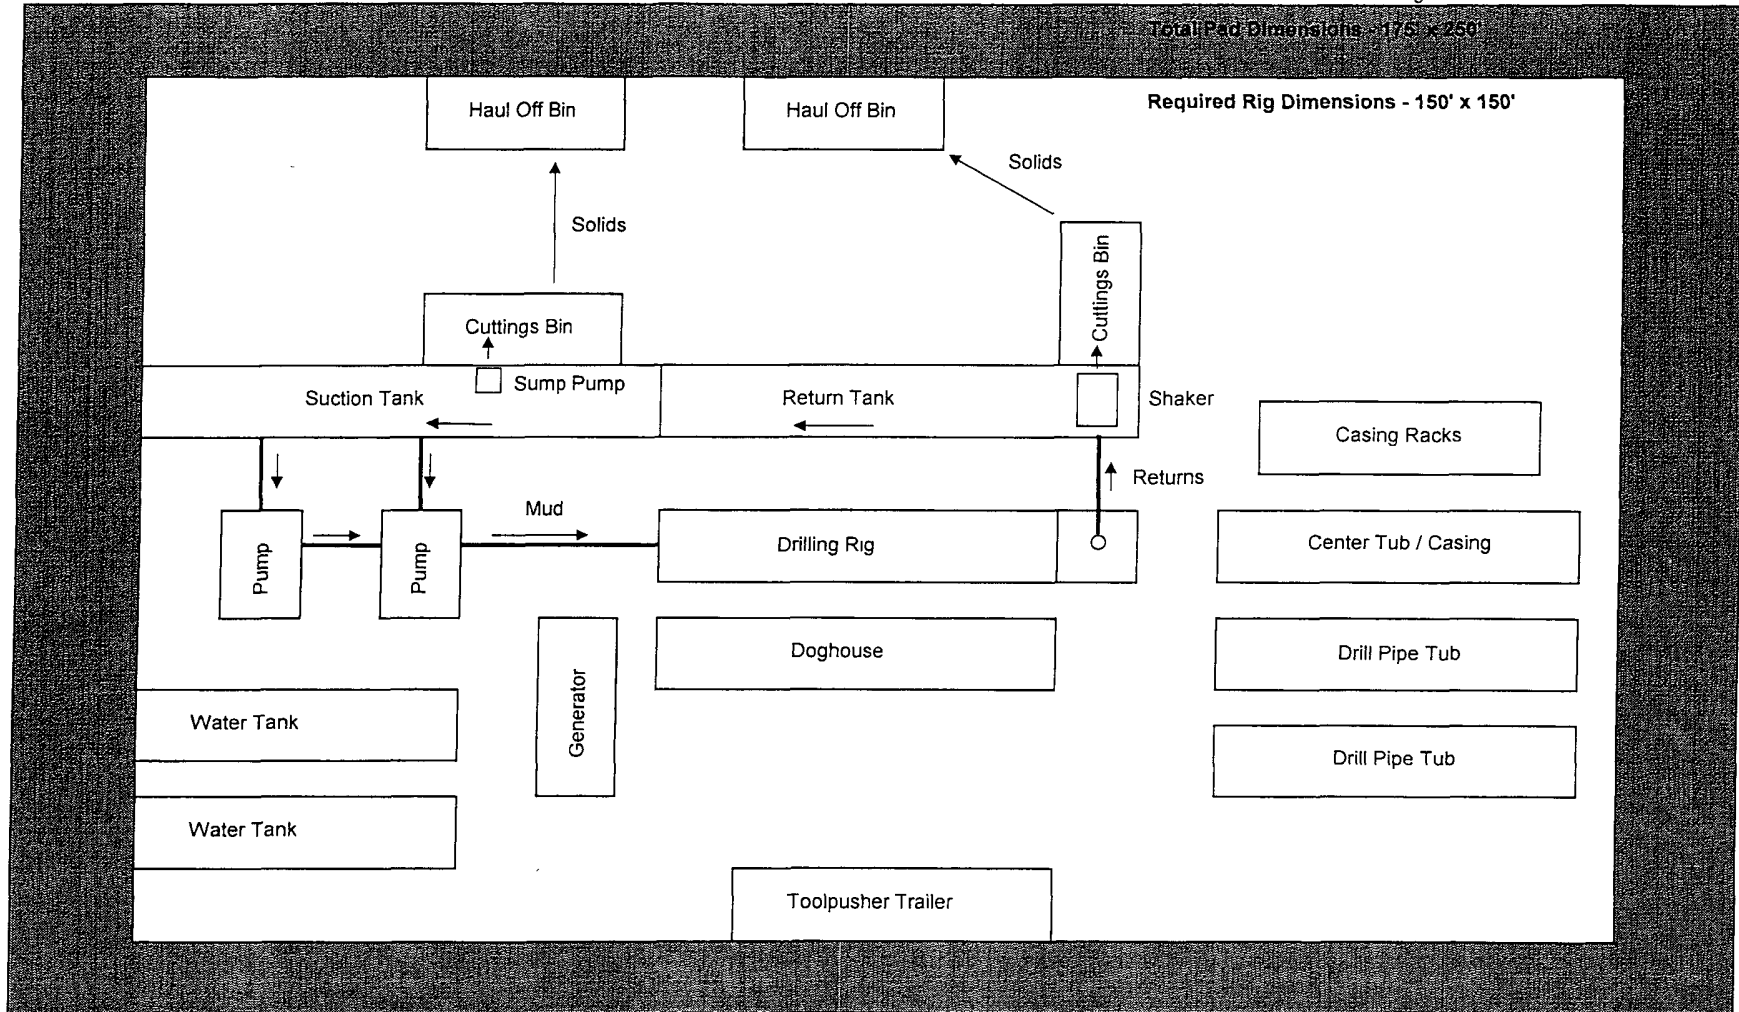 Total Pad Dimensions - 175' x 250'
Required Rig Dimensions - 150' x 150'
Haul Off Bin
Haul Off Bin
Solids
Solids
Cuttings Bin
Cuttings Bin
Suction Tank
Sump Pump
Return Tank
Shaker
Casing Racks
Returns
Mud
Pump
Pump
Drilling Rig
Center Tub / Casing
Generator
Doghouse
Drill Pipe Tub
Water Tank
Drill Pipe Tub
Water Tank
Toolpusher Trailer